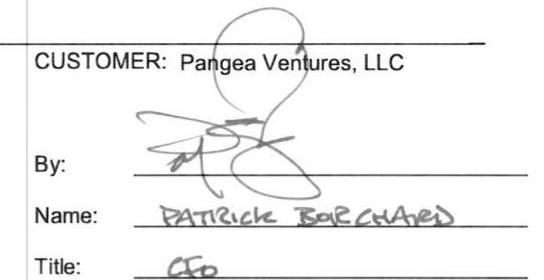 CUSTOMER: Pangea Ventures, LLC
By:
Name: PATRICK BORCHARD
Title: CFO